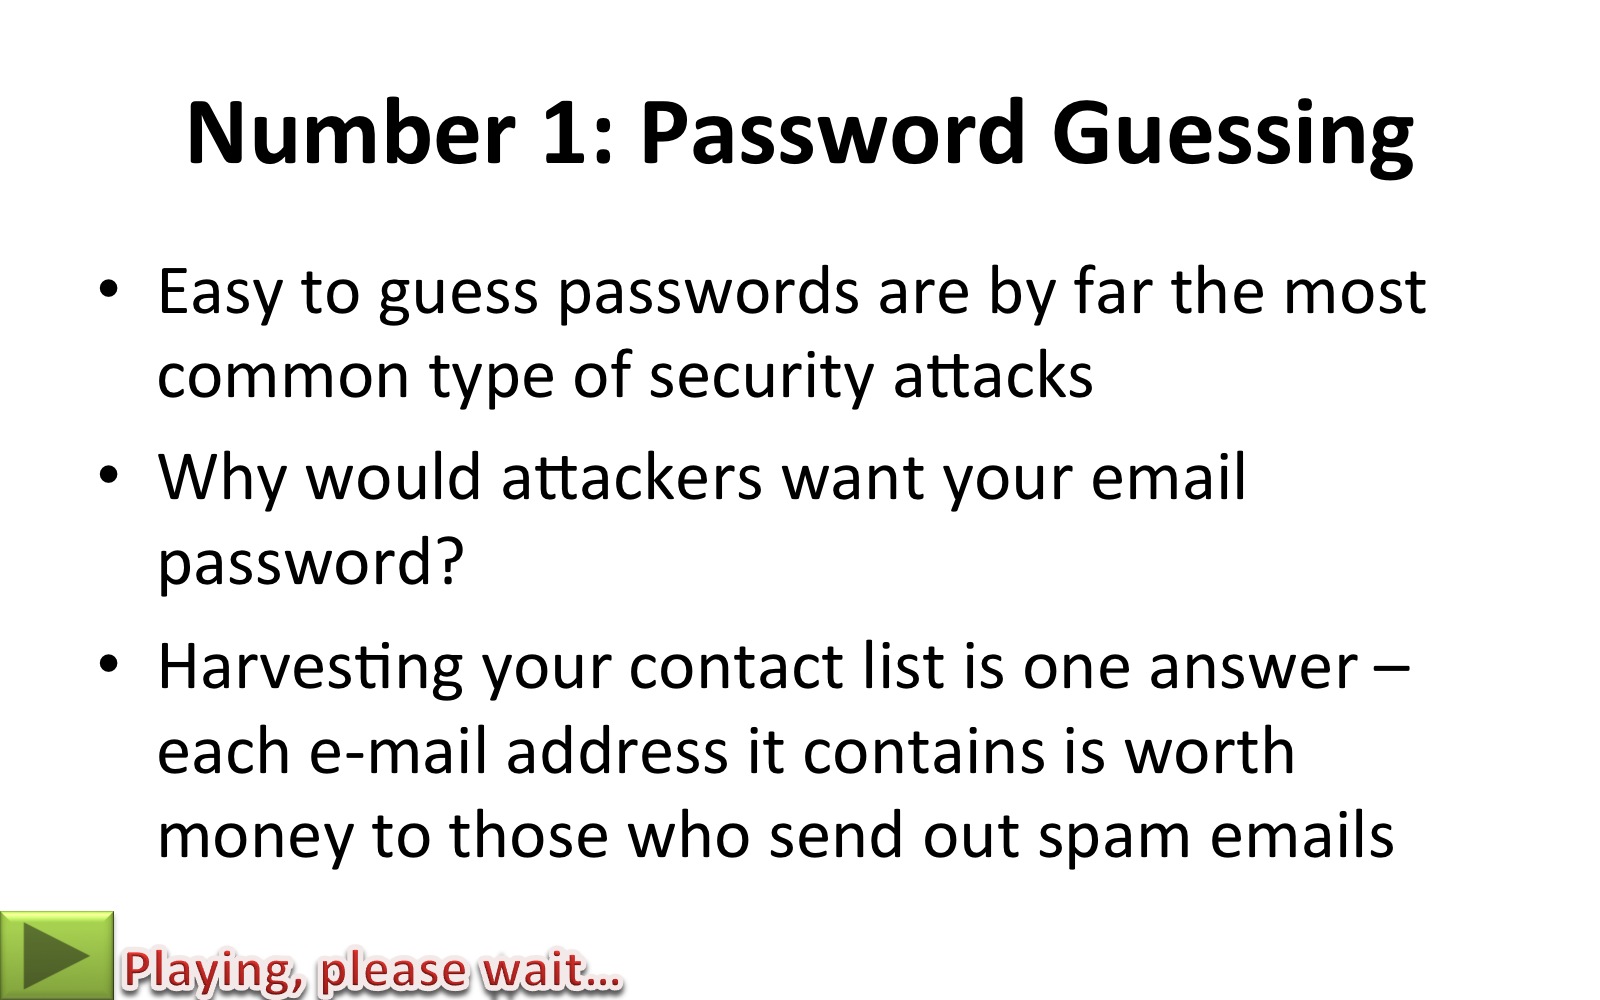 Number 1: Password Guessing
• Easy to guess passwords are by far the most
common type of security attacks
• Why would attackers want your email
password?
• Harvesting your contact list is one answer –
each e-mail address it contains is worth
money to those who send out spam emails
Playing, please wait...